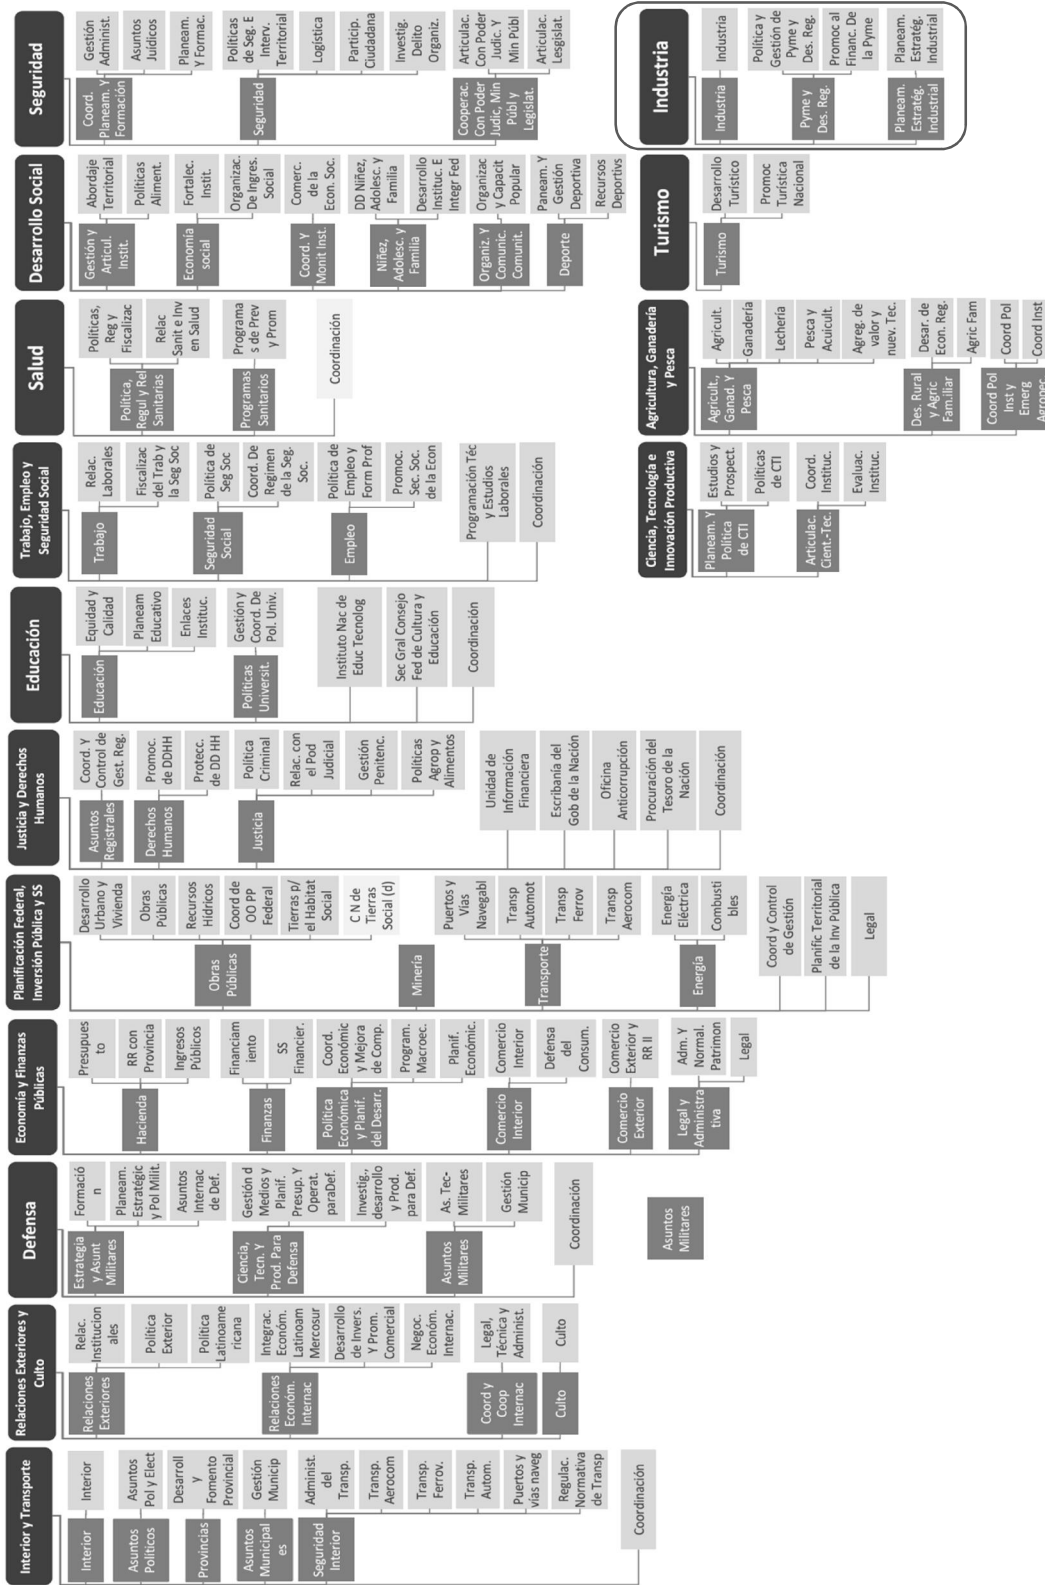 Interior y Transporte
Interior
Interior
Asuntos
Políticos
Asuntos
Pol y Elect
Provincias
Desarroll
y
Fomento
Provincial
Asuntos
Municipal
es
Gestión
Municip
Seguridad
Interior
Administ.
del
Transp.
Transp.
Aerocom
Transp.
Ferrov.
Transp.
Autom.
Puertos y
vías naveg
Regulac.
Normativa
de Transp
Coordinación
Relaciones Exteriores y
Culto
Relaciones
Exteriores
Relac.
Institucion
ales
Política
Exterior
Política
Latinoame
ricana
Relaciones
Económ.
Internac
Integrac.
Económ.
Latinoam
Mercosur
Desarrollo
de Invers.
Y Prom.
Comercial
Negoc.
Económ.
Internac.
Coord y
Coop
Internac
Legal,
Técnica y
Administ.
Culto
Culto
Defensa
Estrategia
y Asunt
Militares
Formació
n
Planeam.
Estratégic
y Pol Milit.
Asuntos
Internac
de Def.
Ciencia,
Tecn. Y
Prod. Para
Defensa
Gestión d
Medios y
Planif.
Presup. Y
Operat.
paraDef.
Investig.,
desarrollo
y Prod.
para Def.
Asuntos
Militares
As. Tec-
Militares
Gestión
Municip
Coordinación
Asuntos
Militares
Economía y Finanzas
Públicas
Hacienda
Presupues
to
RR con
Provincia
Ingresos
Públicos
Finanzas
Financiam
iento
SS
Financier.
Política
Económica
y Planif.
del Desarr.
Coord.
Económic
y Mejora
de Comp.
Program.
Macroec.
Planif.
Económic.
Comercio
Interior
Comercio
Interior
Defensa
del
Consum.
Comercio
Exterior
Comercio
Exterior y
RR II
Legal y
Administra
tiva
Adm. Y
Normal.
Patrimon
Legal
Planificación Federal,
Inversión Pública y SS
Obras
Públicas
Desarrollo
Urbano y
Vivienda
Obras
Públicas
Recursos
Hídricos
Coord de
OO PP
Federal
Tierras p/
el Habitat
Social
C N de
Tierras
Social (d)
Minería
Transporte
Puertos y
Vías
Navegabl
Transp
Automot
Transp
Ferrov
Transp
Aerocom
Energía
Energía
Eléctrica
Combusti
bles
Coord y Control
de Gestión
Planific Territorial
de la Inv Pública
Legal
Justicia y Derechos
Humanos
Asuntos
Registrales
Coord. Y
Control de
Gest. Reg.
Derechos
Humanos
Promoc.
de DDHH
Protecc.
de DD HH
Justicia
Política
Criminal
Relac. con
el Pod
Judicial
Gestión
Penitenc.
Políticas
Agrop y
Alimentos
Unidad de
Información
Financiera
Escribanía del
Gob de la Nación
Oficina
Anticorrupción
Procuración del
Tesoro de la
Nación
Coordinación
Educación
Educación
Equidad y
Calidad
Planeam
Educativo
Enlaces
Instituc.
Políticas
Universit.
Gestión y
Coord. De
Pol. Univ.
Instituto Nac de
Educ Tecnolog
Sec Gral Consejo
Fed de Cultura y
Educación
Coordinación
Trabajo, Empleo y
Seguridad Social
Trabajo
Relac.
Laborales
Fiscalizac
del Trab y
la Seg Soc
Seguridad
Social
Política de
Seg Soc
Coord. De
Regimen
de la Seg.
Soc.
Empleo
Política de
Empleo y
Form Prof
Promoc.
Sec. Soc.
de la Econ
Programación Téc
y Estudios
Laborales
Coordinación
Salud
Política,
Regul y Rel
Sanitarias
Políticas,
Reg y
Fiscalizac
Relac
Sanit e Inv
en Salud
Programas
Sanitarios
Programa
s de Prev
y Prom
Coordinación
Desarrollo Social
Gestión y
Articul.
Instit.
Abordaje
Territorial
Políticas
Aliment.
Economía
social
Fortalec.
Instit.
Organizac.
De Ingres.
Social
Coord. Y
Monit Inst.
Comerc.
de la
Econ. Soc.
Niñez,
Adolesc. y
Familia
DD Niñez,
Adolesc. y
Familia
Desarrollo
Instituc. E
Integr Fed
Organiz. Y
Comunic.
Comunit.
Organizac
y Capacit
Popular
Deporte
Paneam. Y
Gestión
Deportiva
Recursos
Deportivs
Seguridad
Coord.
Planeam. Y
Formación
Gestión
Administ.
Asuntos
Jurídicos
Planeam.
Y Formac.
Seguridad
Políticas
de Seg. E
Interv.
Territorial
Logística
Particip.
Ciudadana
Investig.
Delito
Organiz.
Cooperac.
Con Poder
Judic, Min
Públ y
Legislat.
Articulac.
Con Poder
Judic. Y
Min Públ
Articulac.
Lesgislat.
Ciencia, Tecnología e
Innovación Productiva
Planeam. Y
Política
de CTI
Estudios y
Prospect.
Políticas
de CTI
Articulac.
Cient.-Tec.
Coord.
Instituc.
Evaluac.
Instituc.
Agricultura, Ganadería
y Pesca
Agricult.,
Ganad. Y
Pesca
Agricult.
Ganadería
Lechería
Pesca y
Acuicult.
Agreg. de
valor y
nuev. Tec.
Des. Rural
y Agric
Fam.iliar
Desar. de
Econ. Reg.
Agric Fam
Coord Pol
Inst y
Emerg
Agropec
Coord Pol
Coord Inst
Turismo
Turismo
Desarrollo
Turístico
Promoc
Turística
Nacional
Industria
Industria
Industria
Pyme y
Des. Reg.
Política y
Gestión de
Pyme y
Des. Reg.
Promoc al
Financ. De
la Pyme
Planeam.
Estratég.
Industrial
Planeam.
Estratég.
Industrial